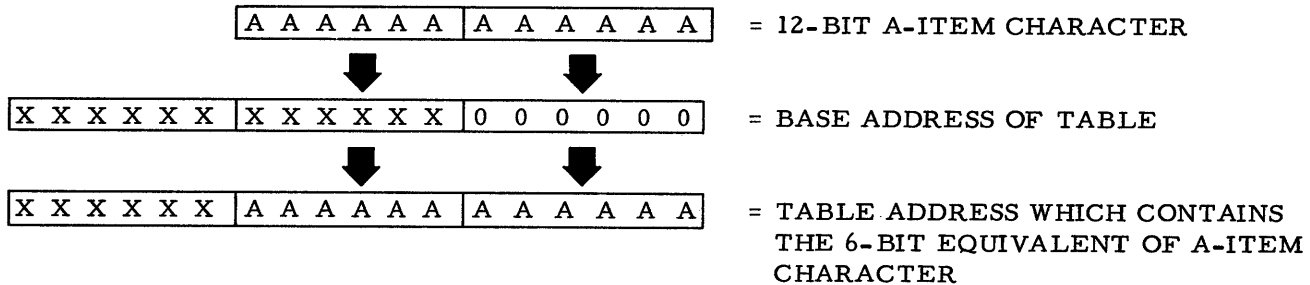 A A A A A A A A A A A A = 12-BIT A-ITEM CHARACTER
X X X X X X X X X X X X 0 0 0 0 0 0 = BASE ADDRESS OF TABLE
X X X X X X A A A A A A A A A A A A = TABLE ADDRESS WHICH CONTAINS
THE 6-BIT EQUIVALENT OF A-ITEM
CHARACTER